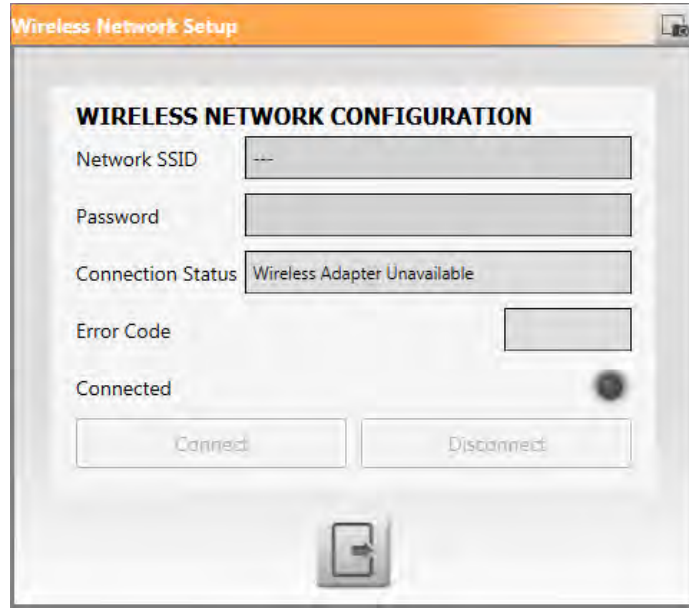 Wireless Network Setup
WIRELESS NETWORK CONFIGURATION
Network SSID ---
Password
Connection Status Wireless Adapter Unavailable
Error Code
Connected
Connect Disconnect